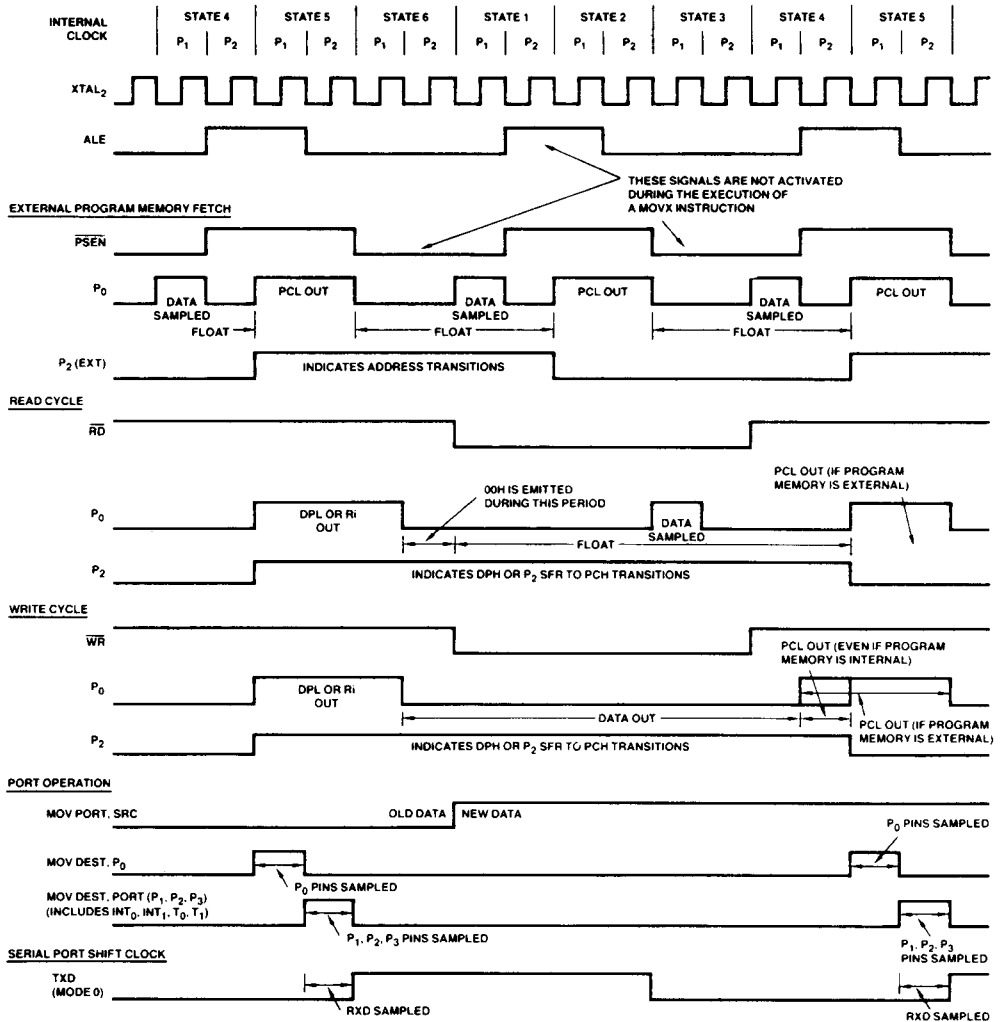 INTERNAL CLOCK
STATE 4 STATE 5 STATE 6 STATE 1 STATE 2 STATE 3 STATE 4 STATE 5
P1 P2 P1 P2 P1 P2 P1 P2 P1 P2 P1 P2 P1 P2 P1 P2
XTAL2
ALE
THESE SIGNALS ARE NOT ACTIVATED
DURING THE EXECUTION OF
A MOVX INSTRUCTION
EXTERNAL PROGRAM MEMORY FETCH
PSEN
P0
PCL OUT PCL OUT PCL OUT
DATA SAMPLED DATA SAMPLED DATA SAMPLED
FLOAT FLOAT FLOAT
P2 (EXT)
INDICATES ADDRESS TRANSITIONS
READ CYCLE
RD
PCL OUT (IF PROGRAM
MEMORY IS EXTERNAL)
00H IS EMITTED
DURING THIS PERIOD
P0
DPL OR Ri
OUT
DATA
SAMPLED
FLOAT
P2
INDICATES DPH OR P2 SFR TO PCH TRANSITIONS
WRITE CYCLE
WR
PCL OUT (EVEN IF PROGRAM
MEMORY IS INTERNAL)
P0
DPL OR Ri
OUT
DATA OUT
PCL OUT (IF PROGRAM
MEMORY IS EXTERNAL)
P2
INDICATES DPH OR P2 SFR TO PCH TRANSITIONS
PORT OPERATION
MOV PORT, SRC
OLD DATA NEW DATA
P0 PINS SAMPLED
MOV DEST, P0
P0 PINS SAMPLED
MOV DEST, PORT (P1, P2, P3)
(INCLUDES INT0, INT1, T0, T1)
P1, P2, P3 PINS SAMPLED
P1, P2, P3
PINS SAMPLED
SERIAL PORT SHIFT CLOCK
TXD
(MODE 0)
RXD SAMPLED
RXD SAMPLED